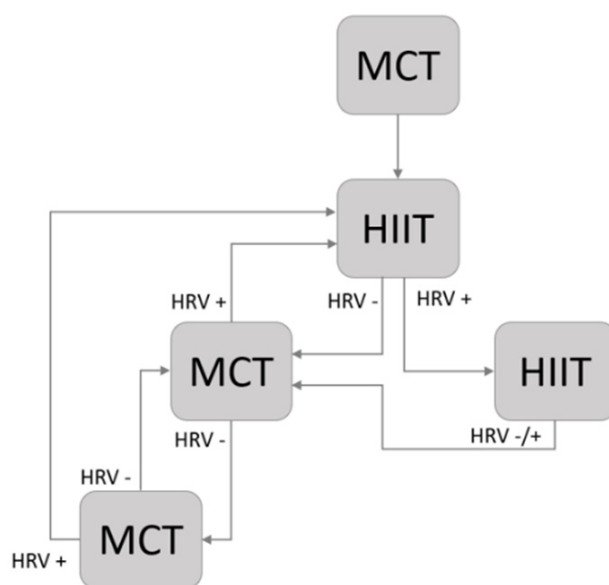 MCT
HIIT
HRV +
HRV -
HRV +
MCT
HIIT
HRV -
HRV -/+
HRV -
MCT
HRV +